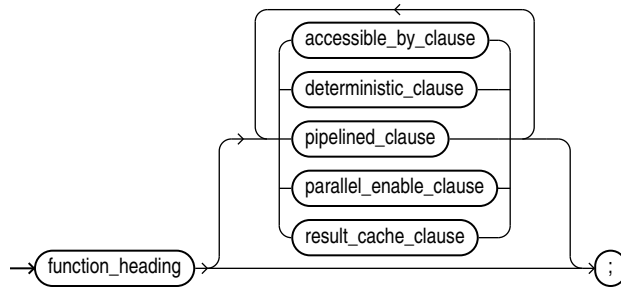 accessible_by_clause
deterministic_clause
pipelined_clause
parallel_enable_clause
result_cache_clause
function_heading ;